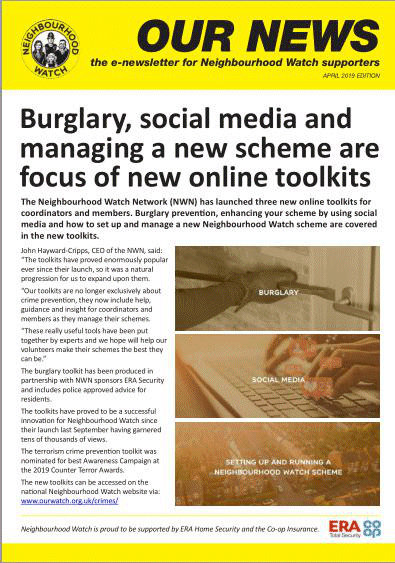 NEIGHBOURHOOD
WATCH
OUR NEWS
the e-newsletter for Neighbourhood Watch supporters
APRIL 2019 EDITION
Burglary, social media and
managing a new scheme are
focus of new online toolkits
The Neighbourhood Watch Network (NWN) has launched three new online toolkits for
coordinators and members. Burglary prevention, enhancing your scheme by using social
media and how to set up and manage a new Neighbourhood Watch scheme are covered
in the new toolkits.
John Hayward-Cripps, CEO of the NWN, said:
"The toolkits have proved enormously popular
ever since their launch, so it was a natural
progression for us to expand upon them.
"Our toolkits are no longer exclusively about
crime prevention, they now include help,
guidance and insight for coordinators and
members as they manage their schemes.
"These really useful tools have been put
together by experts and we hope will help our
volunteers make their schemes the best they
can be."
The burglary toolkit has been produced in
partnership with NWN sponsors ERA Security
and includes police approved advice for
residents.
The toolkits have proved to be a successful
innovation for Neighbourhood Watch since
their launch last September having garnered
tens of thousands of views.
The terrorism crime prevention toolkit was
nominated for best Awareness Campaign at
the 2019 Counter Terror Awards.
The new toolkits can be accessed on the
national Neighbourhood Watch website via:
www.ourwatch.org.uk/crimes/
BURGLARY
SOCIAL MEDIA
SETTING UP AND RUNNING A
NEIGHBOURHOOD WATCH SCHEME
Neighbourhood Watch is proud to be supported by ERA Home Security and the Co-op Insurance.
ERA
Total Security
co
op